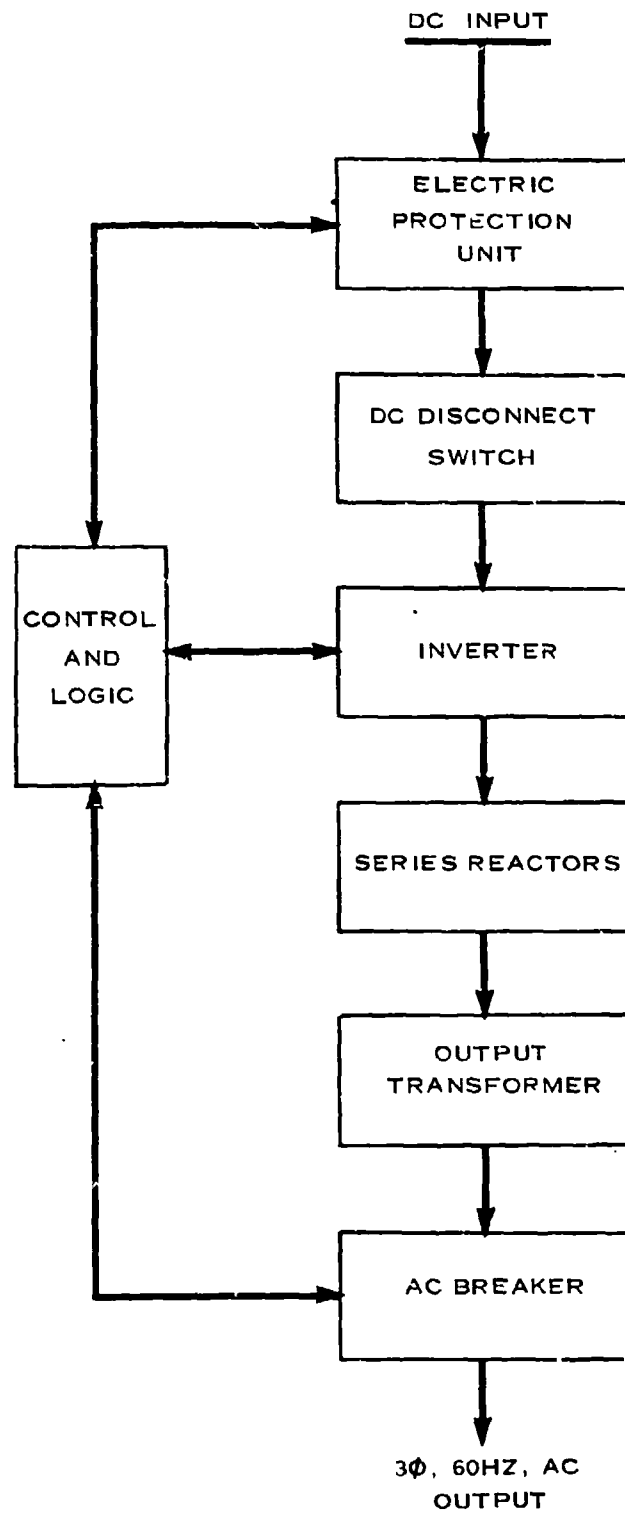 DC INPUT
ELECTRIC
PROTECTION
UNIT
DC DISCONNECT
SWITCH
CONTROL
AND
LOGIC
INVERTER
SERIES REACTORS
OUTPUT
TRANSFORMER
AC BREAKER
3Φ, 60HZ, AC
OUTPUT